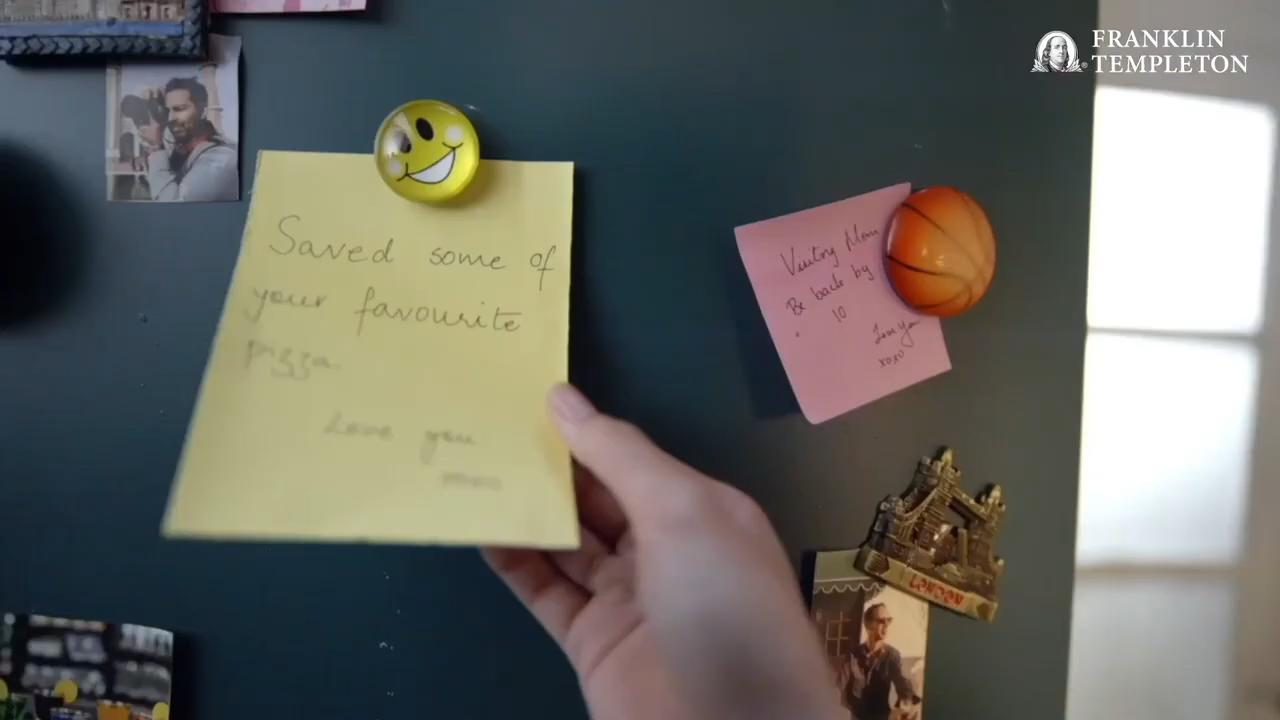 FRANKLIN
TEMPLETON
Saved some of
your favourite
pizza.
Love you
Visiting Mom
Be back by
10
Love you
xoxo
LONDON